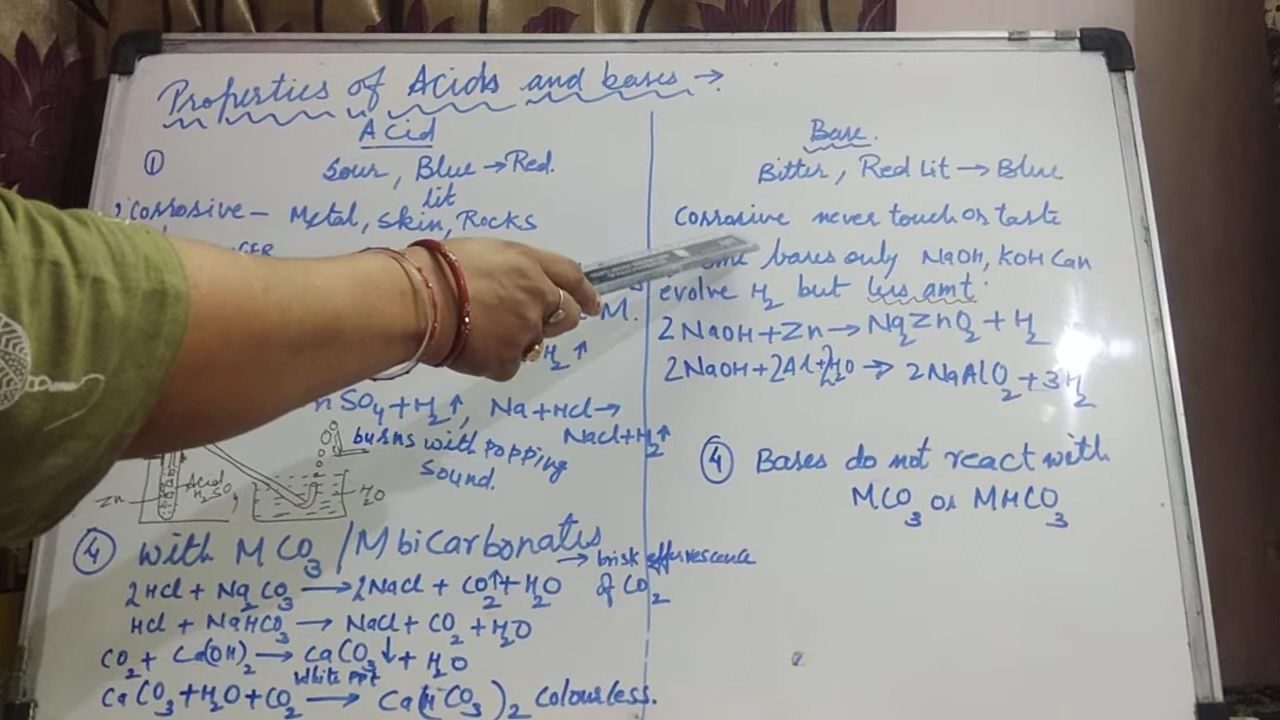 Properties of Acids and bases →
Acid
①
Sour, Blue → Red.
lit
Corrosive – Metal, Skin, Rocks
M.
H2↑
SO4 + H2↑, Na + Hcl →
Nacl + H2↑
burns with popping
sound.
Zn
Acid
H2SO
H2O
④ with MCO3 / M bicarbonates
→ brisk effervescence
of CO2
2Hcl + Na2CO3 → 2Nacl + CO2↑ + H2O
Hcl + NaHCO3 → Nacl + CO2 + H2O
CO2 + Ca(OH)2 → CaCO3↓ + H2O
White ppt
CaCO3 + H2O + CO2 → Ca(HCO3)2 colourless.
Base.
Bitter, Red Lit → Blue
Corrosive never touch or taste
bases only NaOH, KOH Can
evolve H2 but less amt.
2NaOH + Zn → Na2ZnO2 + H2
2NaOH + 2Al + 2H2O → 2NaAlO2 + 3H2
④ Bases do not react with
MCO3 or MHCO3